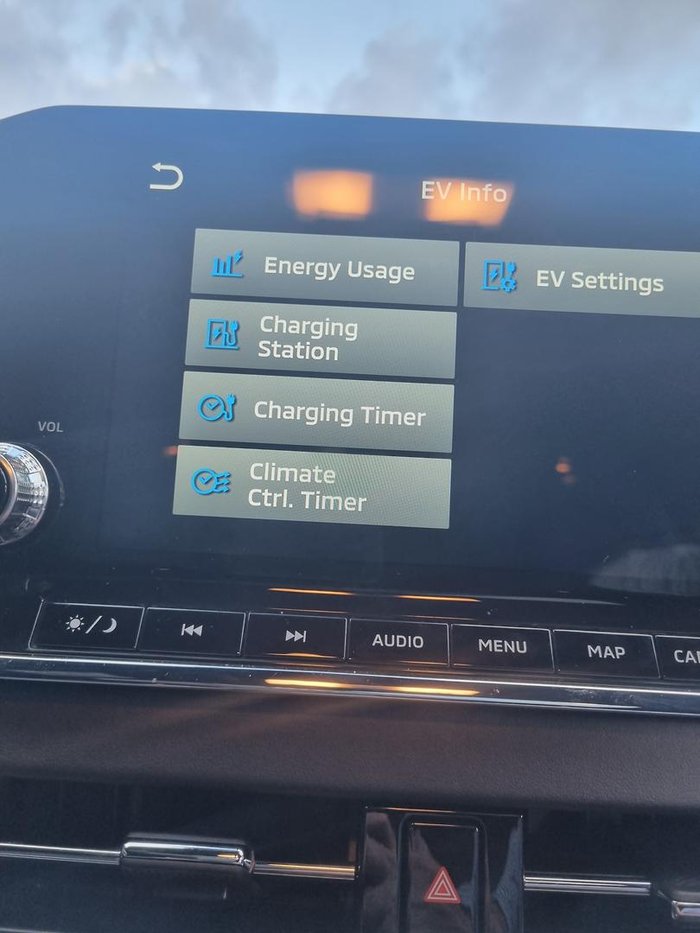 EV Info
Energy Usage
EV Settings
Charging
Station
Charging Timer
Climate
Ctrl. Timer
VOL
AUDIO
MENU
MAP